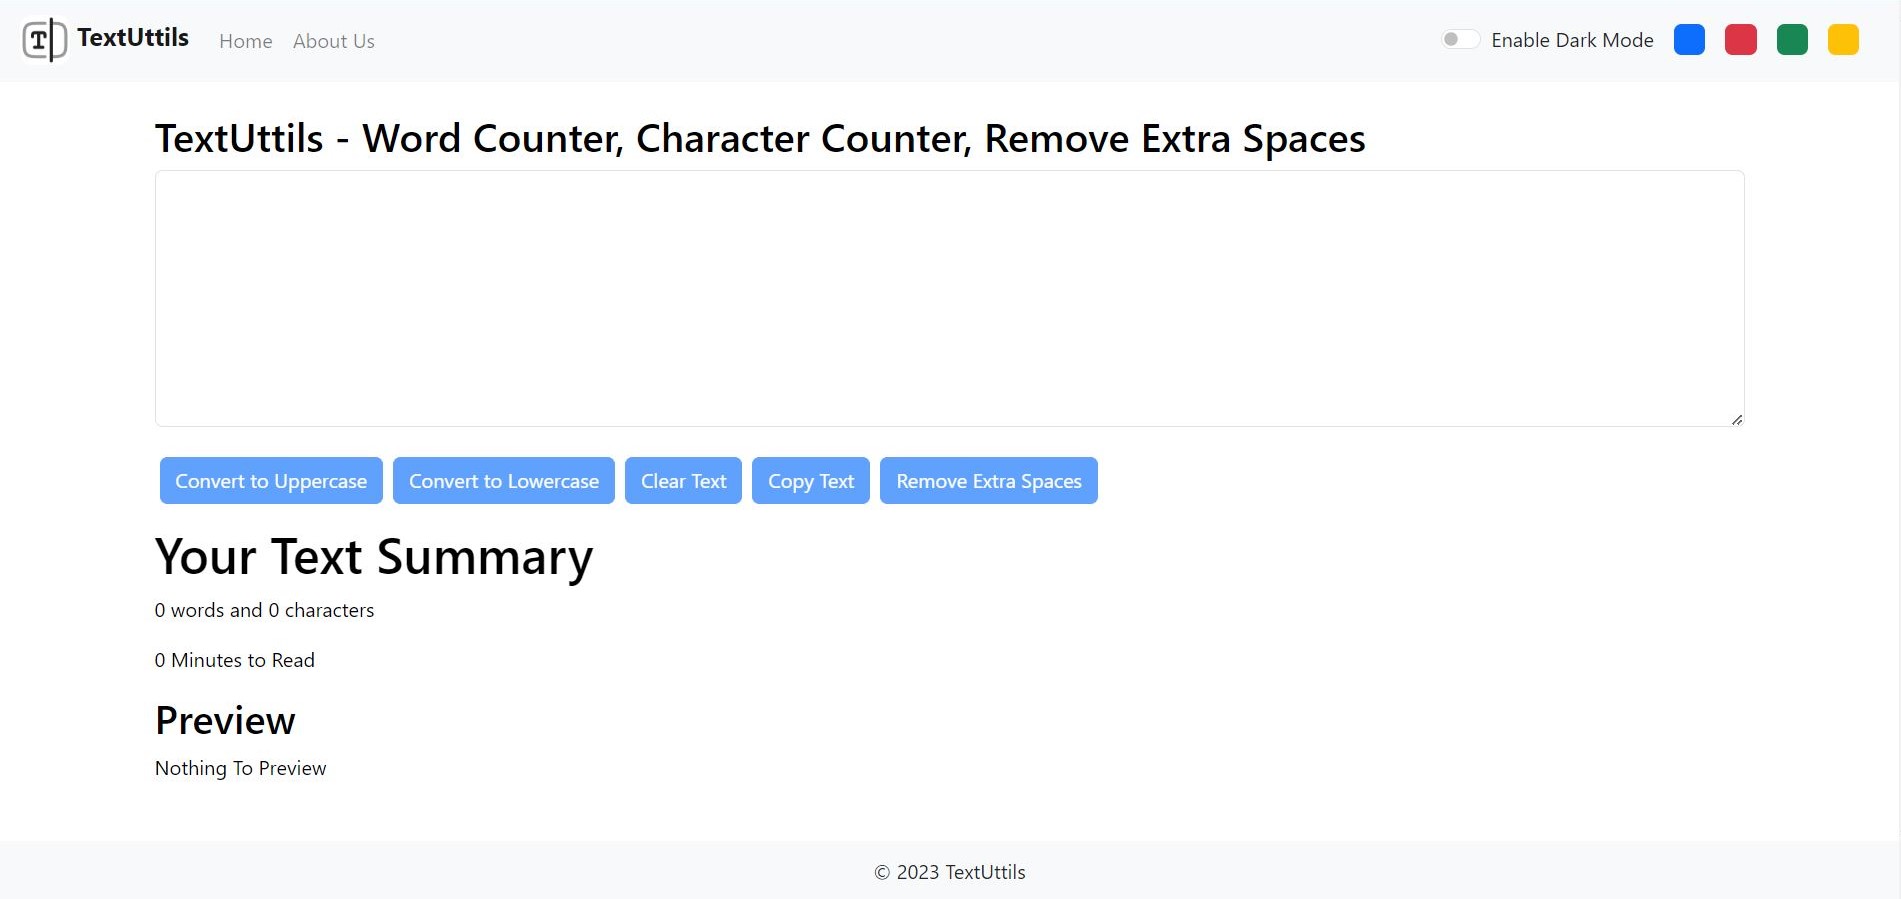 T TextUttils Home About Us Enable Dark Mode
TextUttils - Word Counter, Character Counter, Remove Extra Spaces
Convert to Uppercase Convert to Lowercase Clear Text Copy Text Remove Extra Spaces
Your Text Summary
0 words and 0 characters
0 Minutes to Read
Preview
Nothing To Preview
© 2023 TextUttils